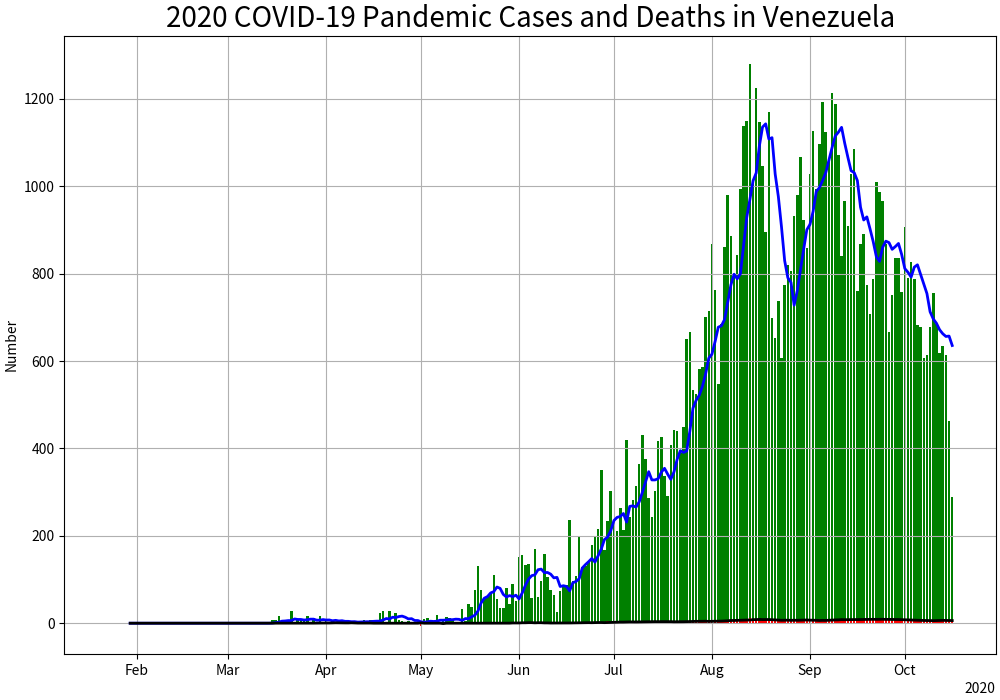 2020 COVID-19 Pandemic Cases and Deaths in Venezuela
Number
1200
1000
800
600
400
200
0
Feb Mar Apr May Jun Jul Aug Sep Oct
2020